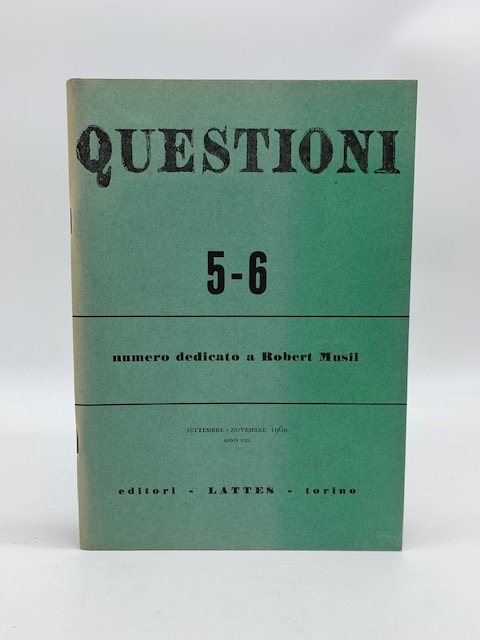 QUESTIONI
5-6
numero dedicato a Robert Musil
SETTEMBRE - NOVEMBRE 1960
ANNO VIII
editori - LATTES - torino